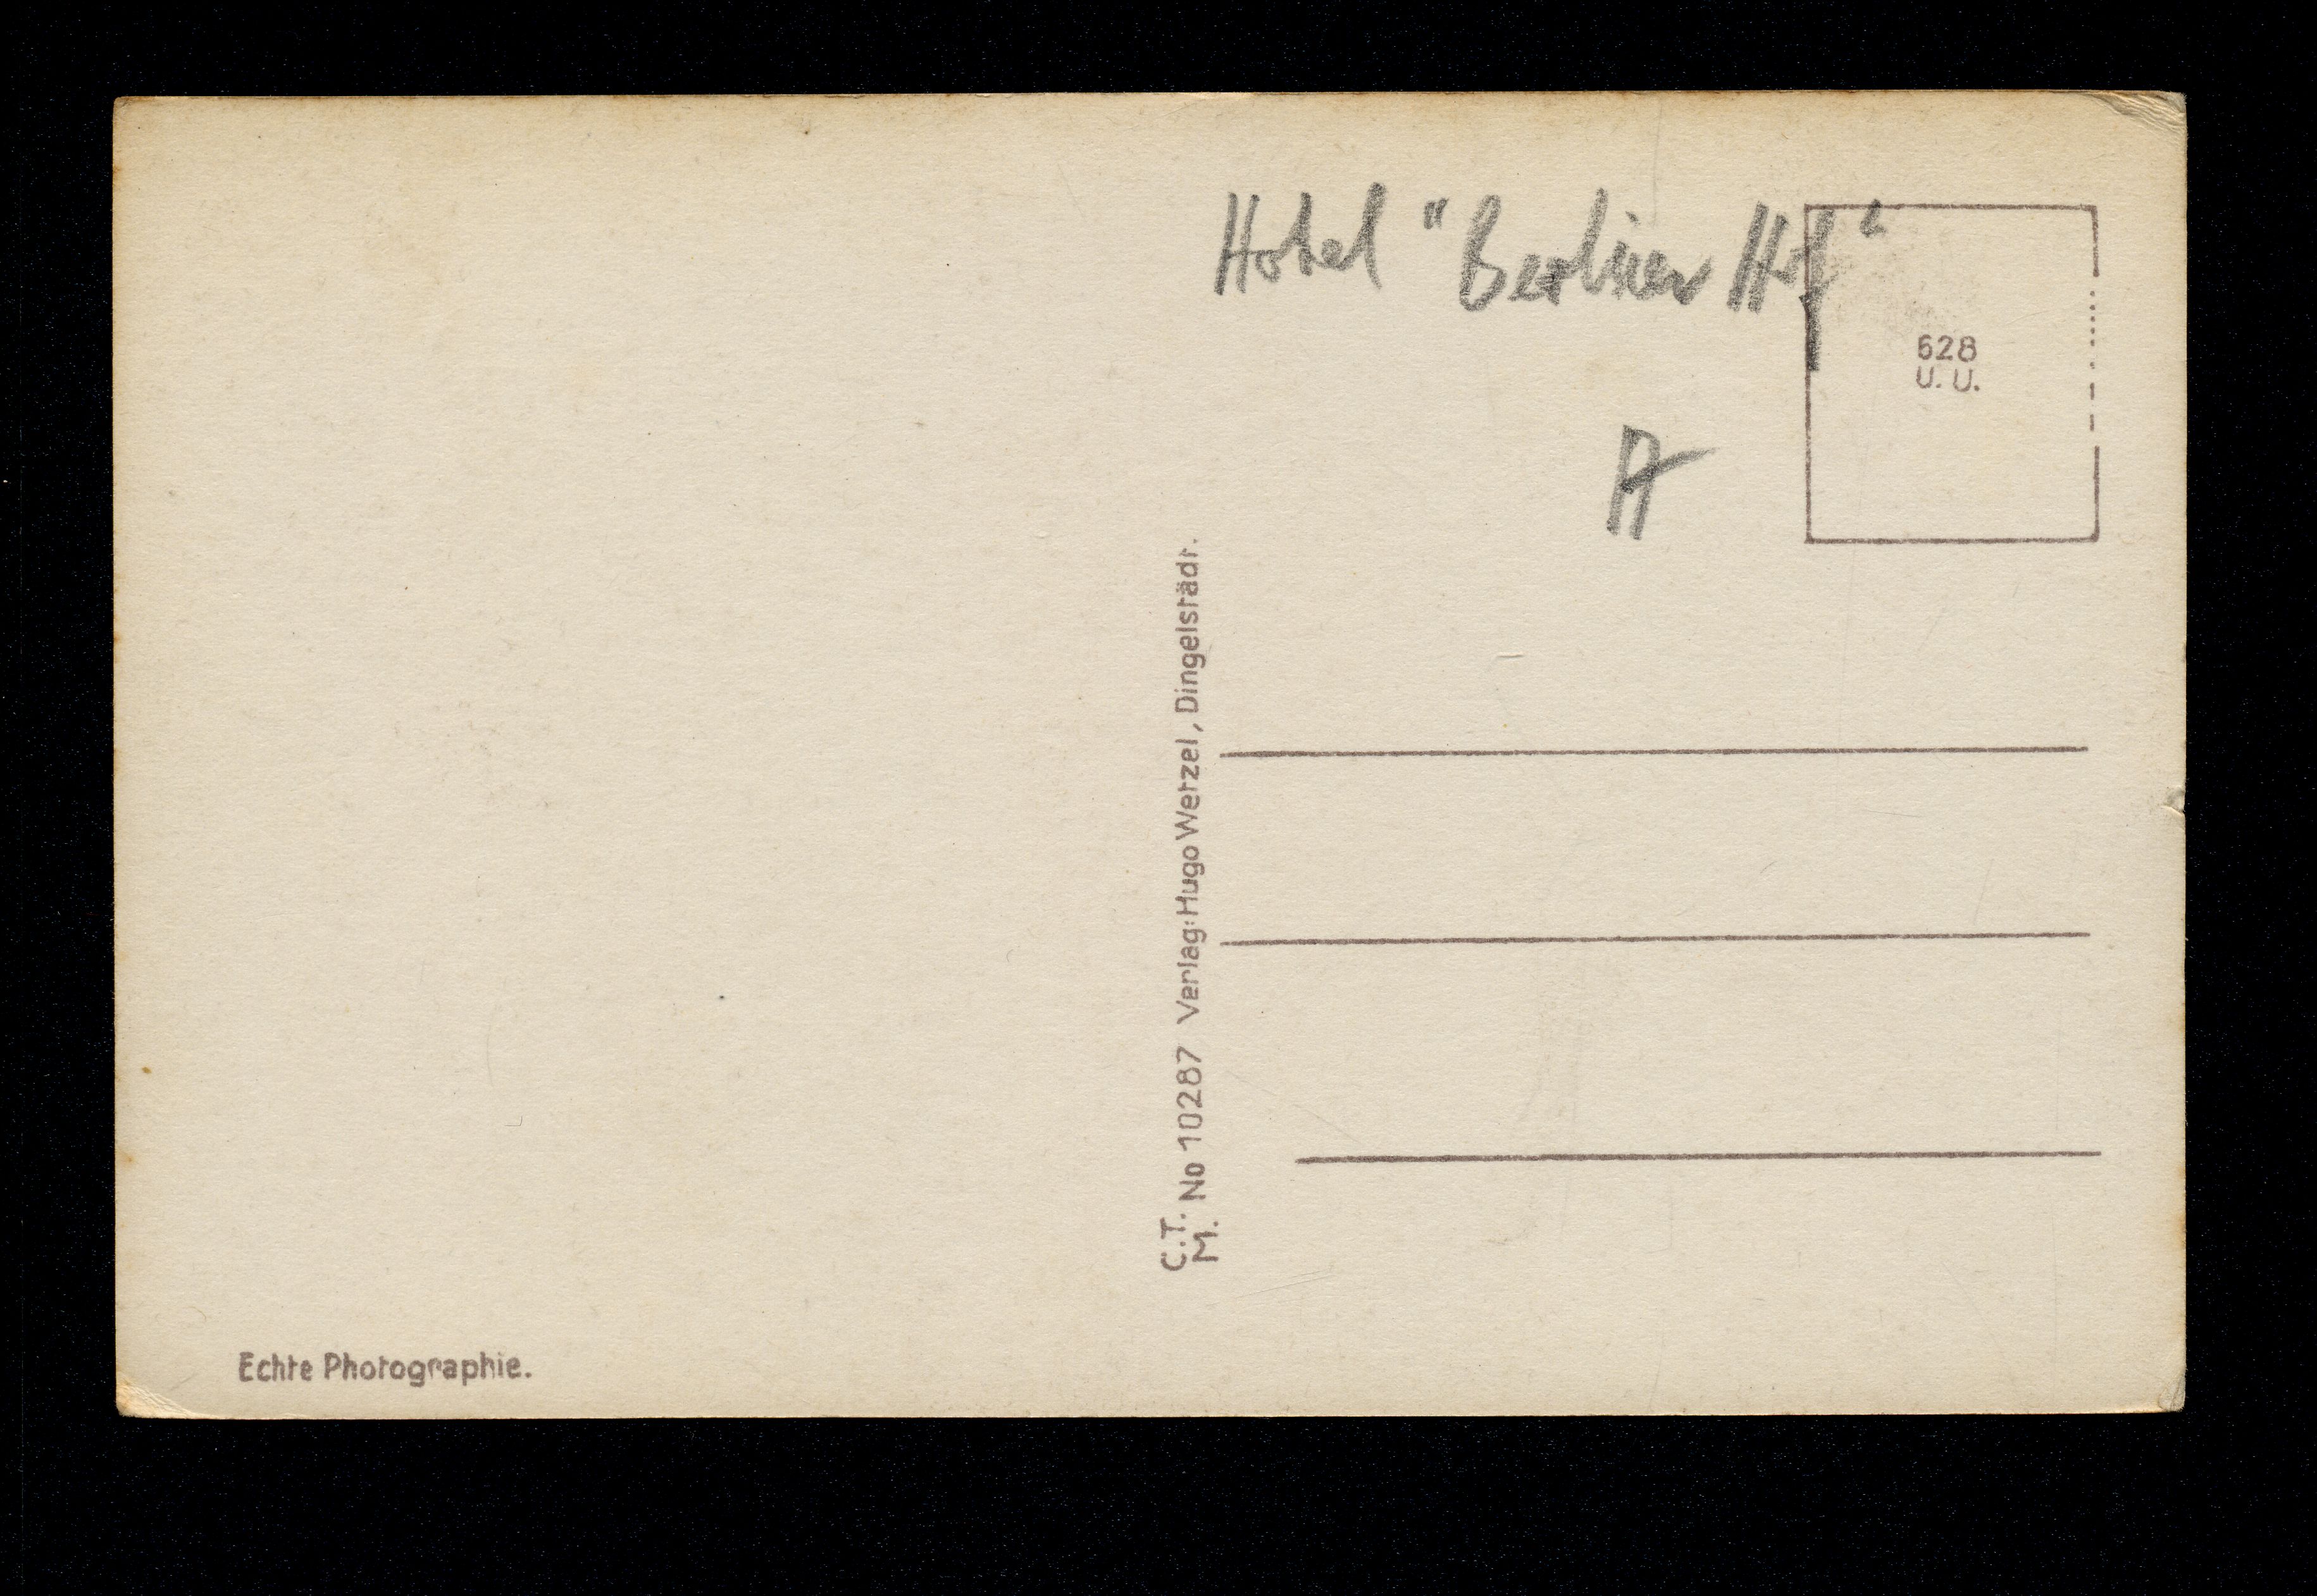 Hotel "Berliner Hof"
628
U. U.
A
C.T.
M. No 10287 Verlag: Hugo Wetzel, Dingelstädt.
Echte Photographie.